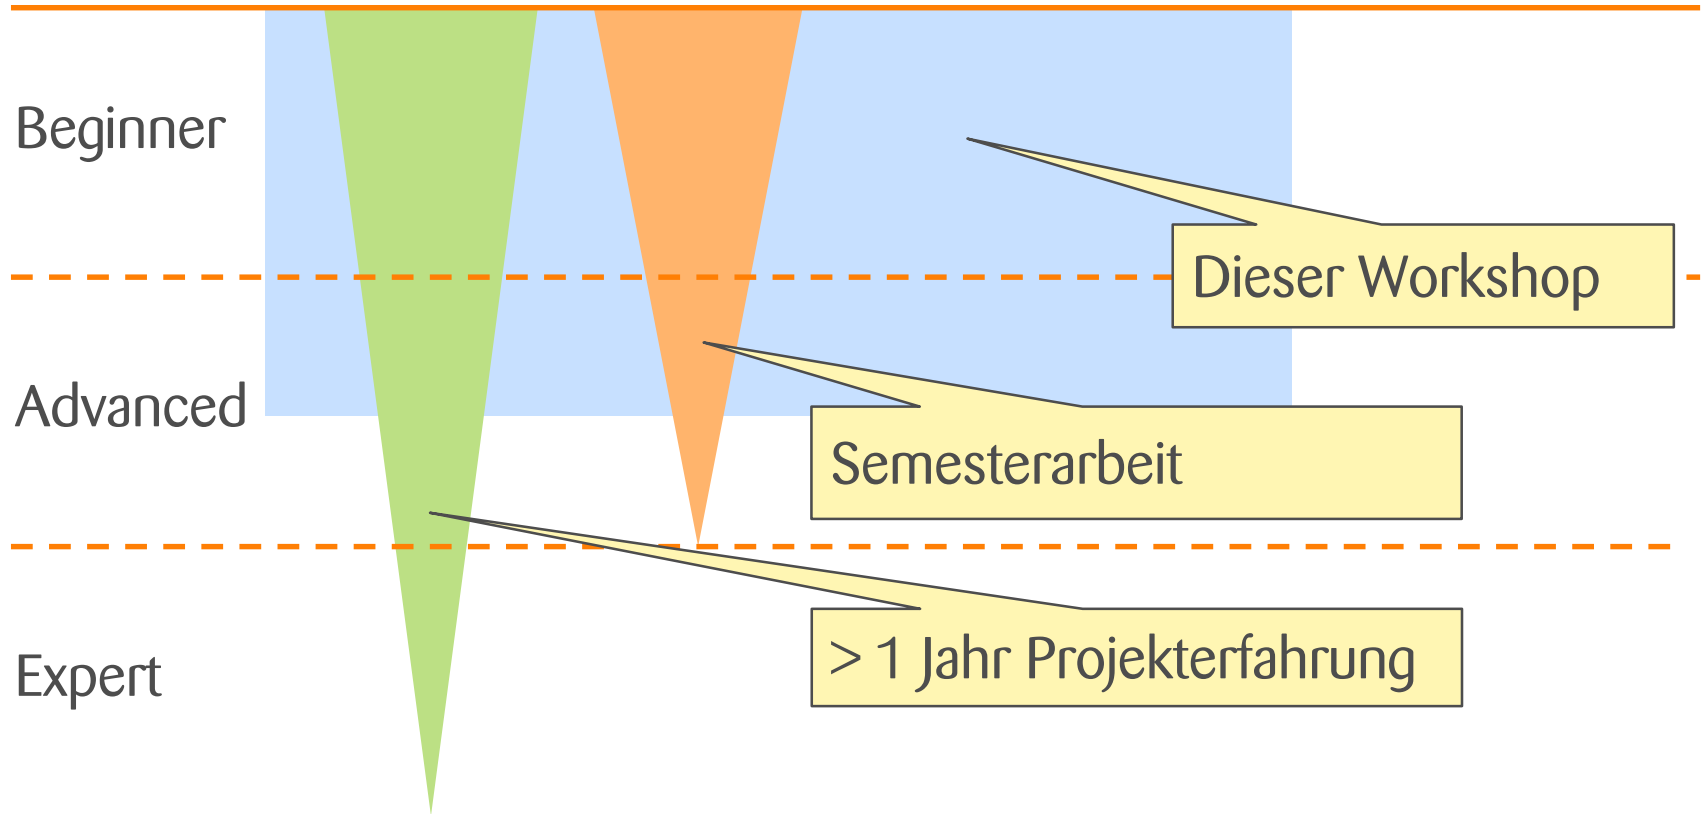 Beginner
Dieser Workshop
Advanced
Semesterarbeit
> 1 Jahr Projekterfahrung
Expert